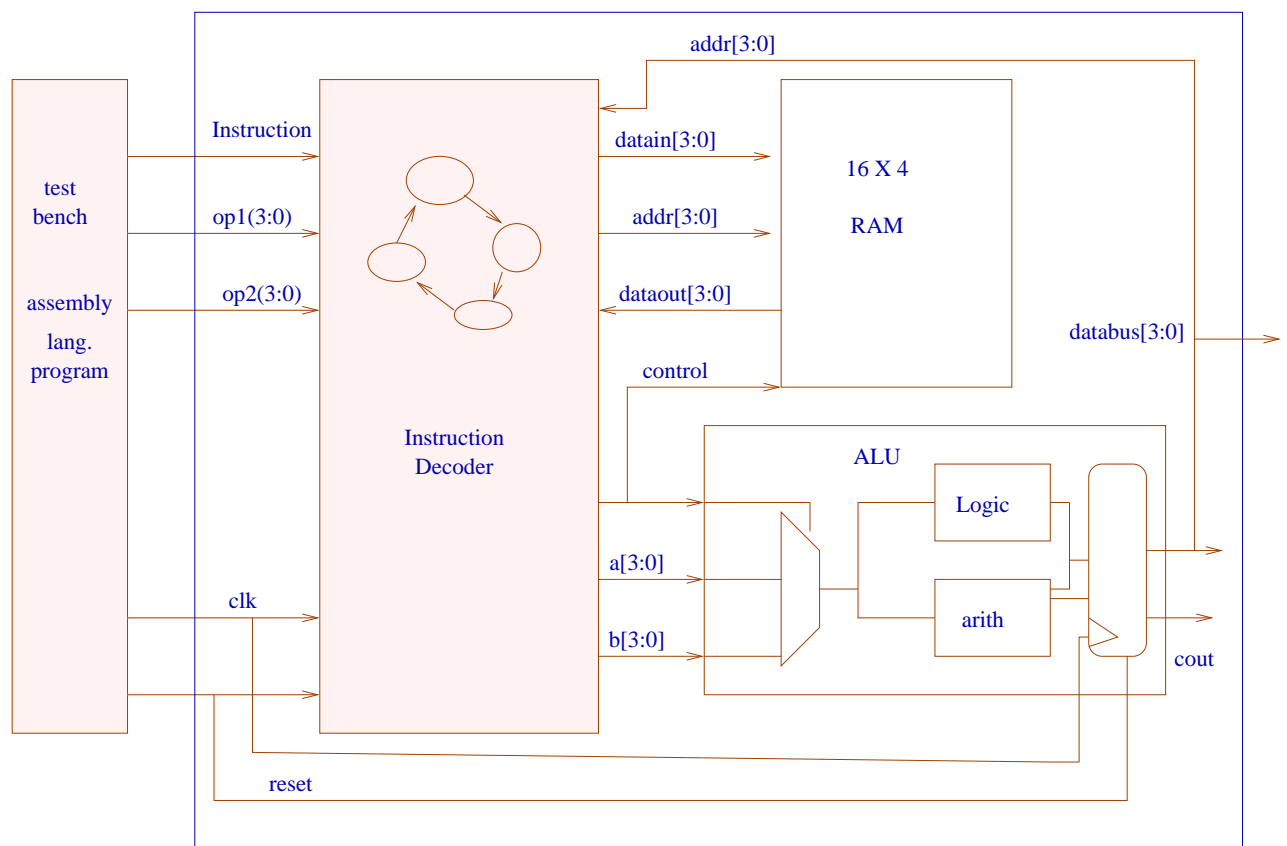 addr[3:0]
Instruction
datain[3:0]
16 X 4
test
bench
op1(3:0)
addr[3:0]
RAM
assembly
op2(3:0)
dataout[3:0]
lang.
program
databus[3:0]
control
Instruction
Decoder
ALU
Logic
a[3:0]
clk
arith
b[3:0]
cout
reset